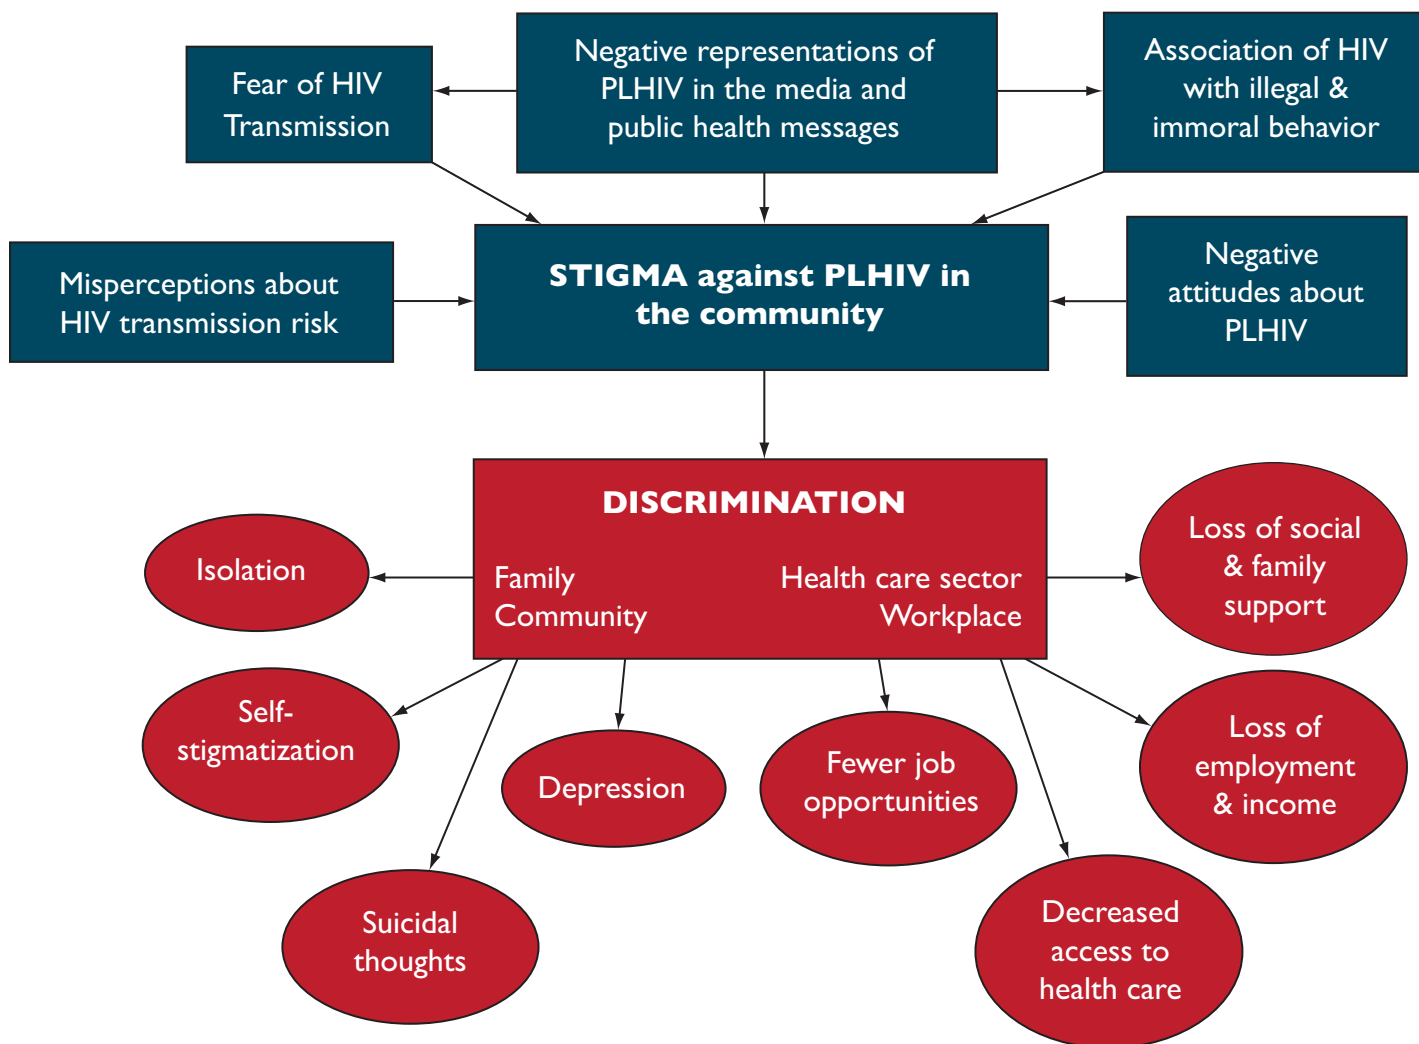 Fear of HIV
Transmission
Negative representations of
PLHIV in the media and
public health messages
Association of HIV
with illegal &
immoral behavior
Misperceptions about
HIV transmission risk
STIGMA against PLHIV in
the community
Negative
attitudes about
PLHIV
DISCRIMINATION
Family
Community
Health care sector
Workplace
Isolation
Loss of social
& family
support
Self-
stigmatization
Depression
Fewer job
opportunities
Loss of
employment
& income
Suicidal
thoughts
Decreased
access to
health care